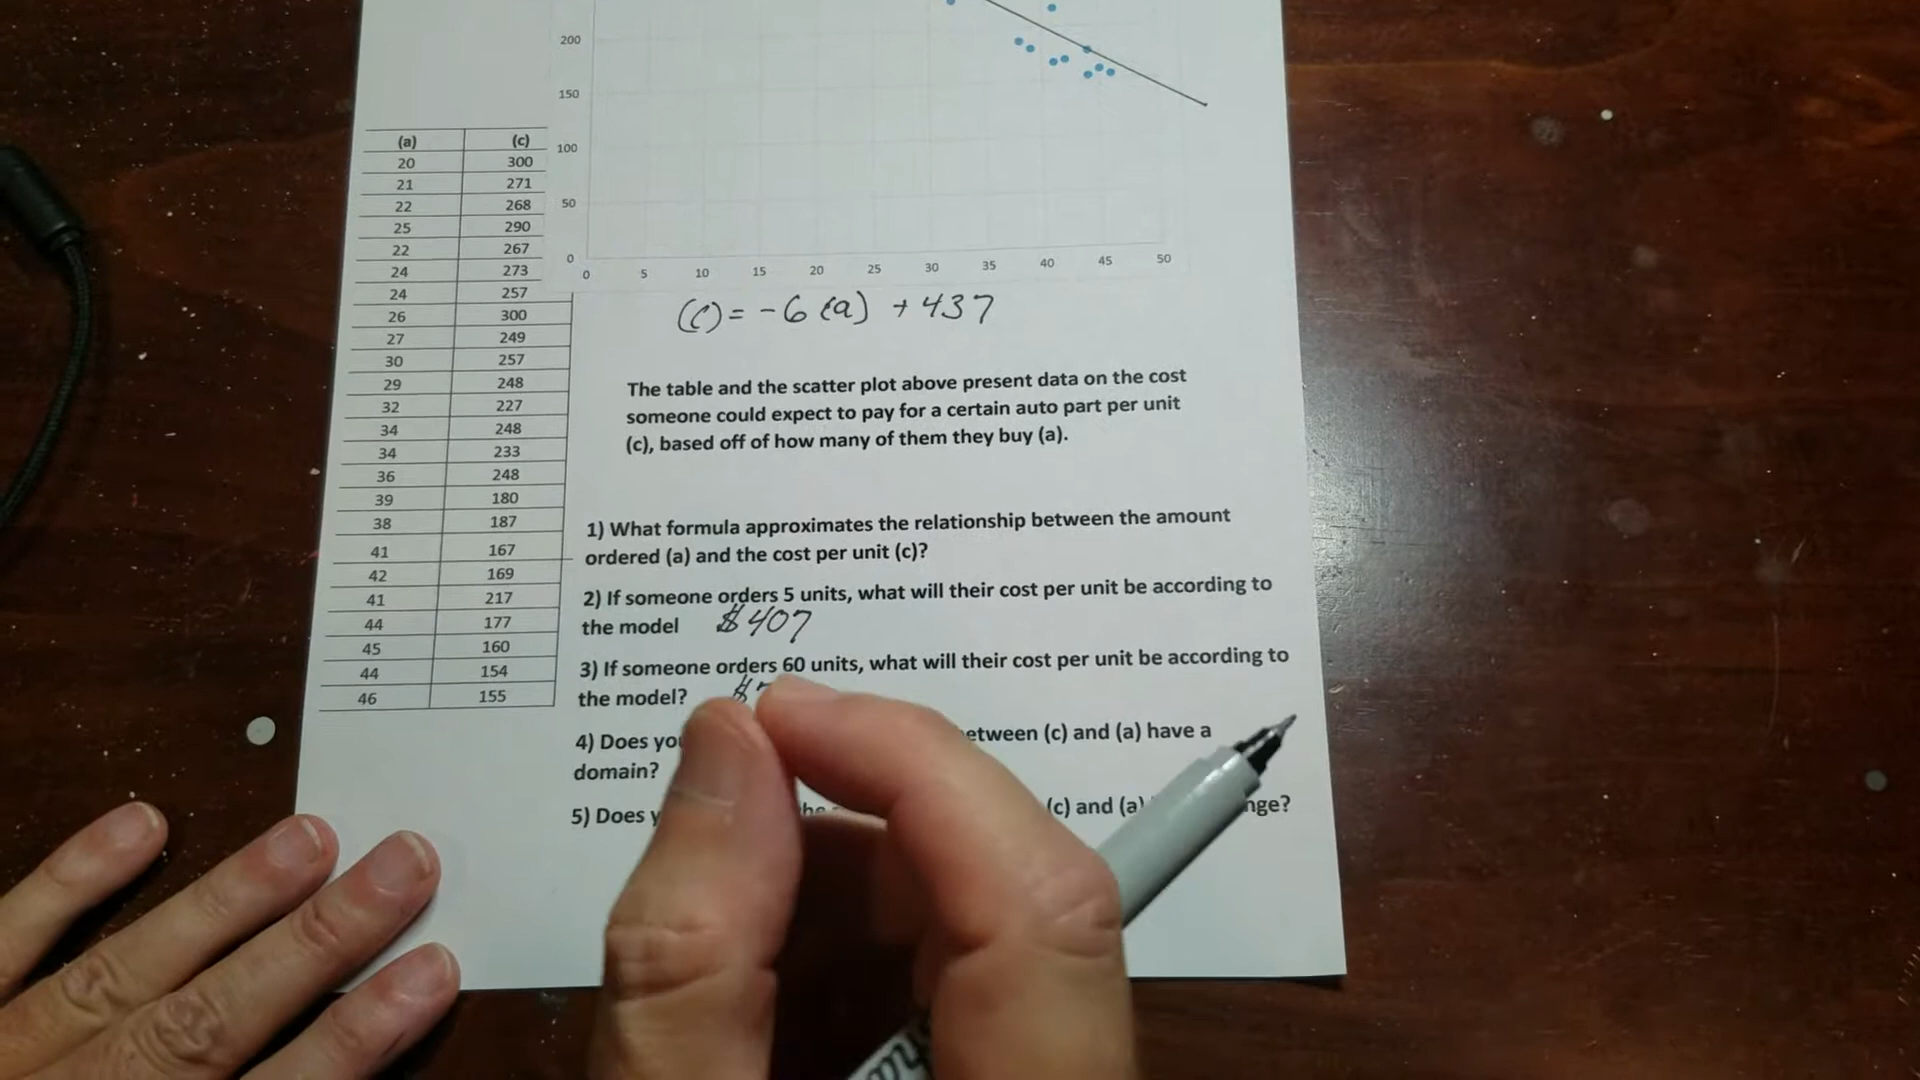 200
150
100
50
0
0 5 10 15 20 25 30 35 40 45 50
(a) (c)
20 300
21 271
22 268
25 290
22 267
24 273
24 257
26 300
27 249
30 257
29 248
32 227
34 248
34 233
36 248
39 180
38 187
41 167
42 169
41 217
44 177
45 160
44 154
46 155
(c) = -6 (a) + 437
The table and the scatter plot above present data on the cost
someone could expect to pay for a certain auto part per unit
(c), based off of how many of them they buy (a).
1) What formula approximates the relationship between the amount
ordered (a) and the cost per unit (c)?
2) If someone orders 5 units, what will their cost per unit be according to
the model $407
3) If someone orders 60 units, what will their cost per unit be according to
the model? $
4) Does (c) and (a) have a
domain?
5) Does (c) and (a)